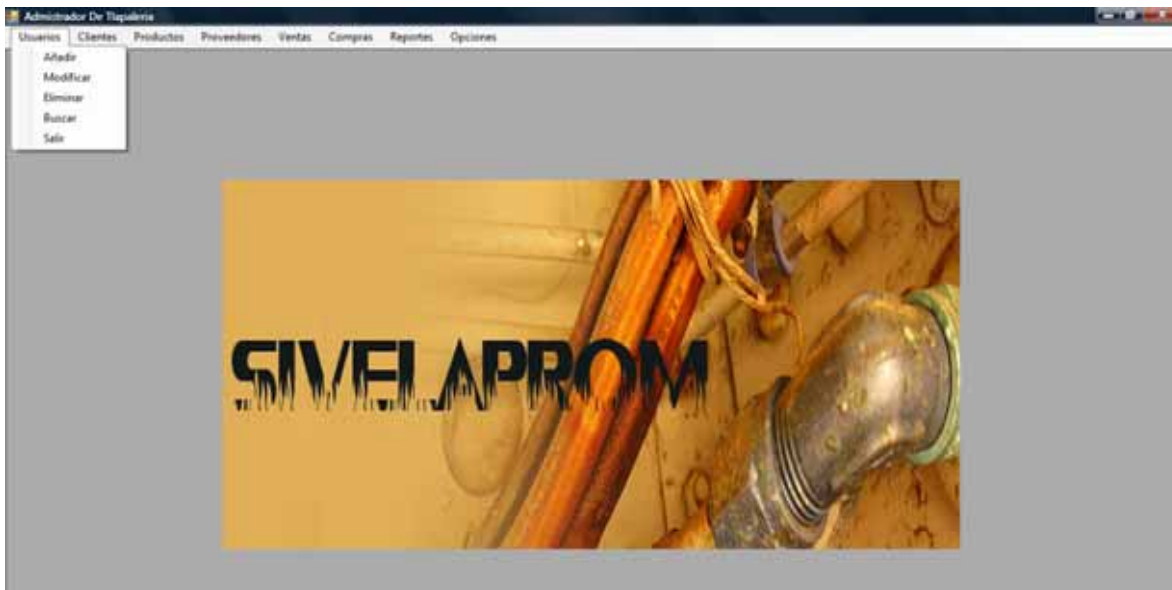 Admistrador De Tlapaleria
Usuarios Clientes Productos Proveedores Ventas Compras Reportes Opciones
Añadir
Modificar
Eliminar
Buscar
Salir
SIVELAPROM